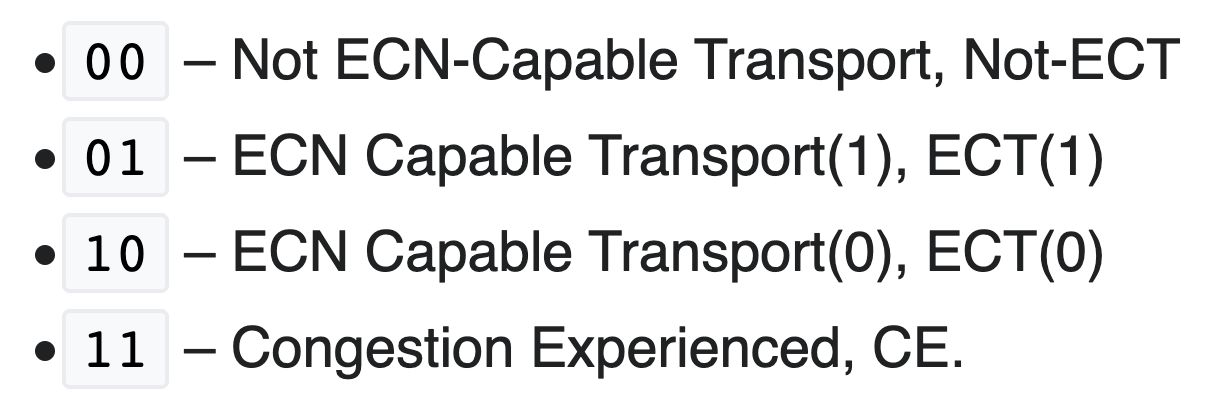 • 00 – Not ECN-Capable Transport, Not-ECT
• 01 – ECN Capable Transport(1), ECT(1)
• 10 – ECN Capable Transport(0), ECT(0)
• 11 – Congestion Experienced, CE.